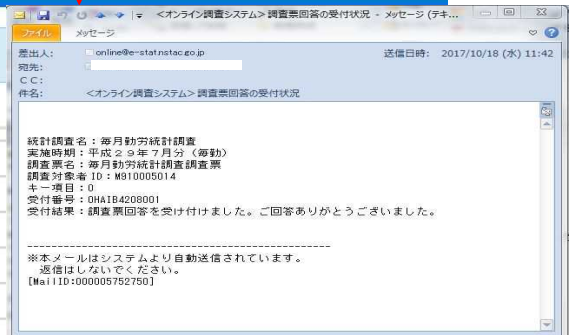 <オンライン調査システム> 調査票回答の受付状況 - メッセージ (テキ...
ファイル メッセージ
差出人: online@e-stat.nstac.go.jp 送信日時: 2017/10/18 (水) 11:42
宛先:
CC:
件名: <オンライン調査システム> 調査票回答の受付状況
統計調査名:毎月勤労統計調査
実施時期:平成29年7月分(毎勤)
調査票名:毎月勤労統計調査調査票
調査対象者ID:M910005014
キー項目:0
受付番号:OHAIB4208001
受付結果:調査票回答を受け付けました。ご回答ありがとうございました。
--------------------------------------------------
※本メールはシステムより自動送信されています。
返信はしないでください。
[MailID:000005752750]